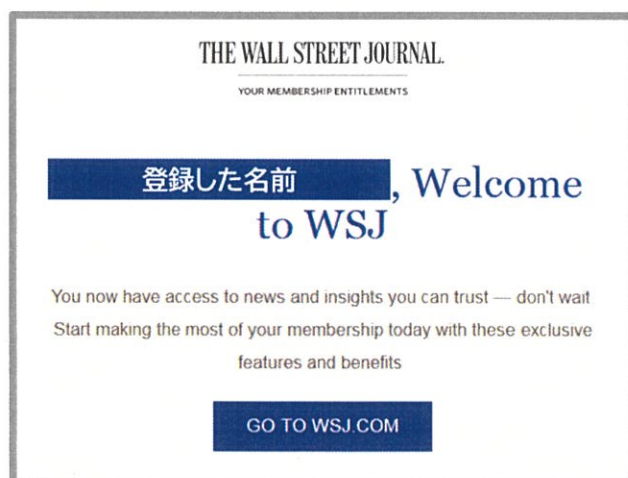 THE WALL STREET JOURNAL.
YOUR MEMBERSHIP ENTITLEMENTS
登録した名前, Welcome
to WSJ
You now have access to news and insights you can trust — don't wait
Start making the most of your membership today with these exclusive
features and benefits
GO TO WSJ.COM